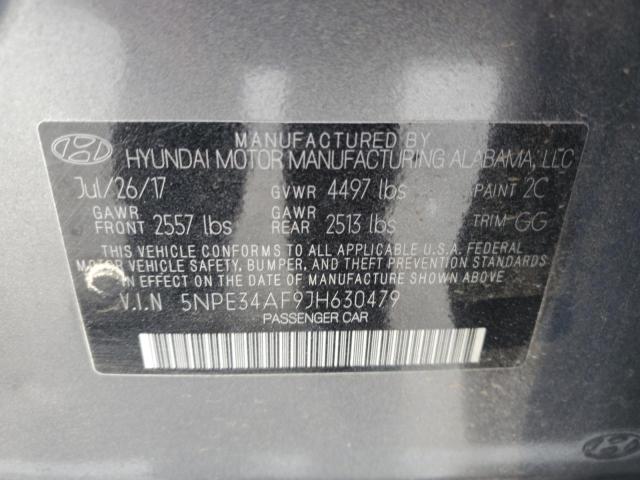 MANUFACTURED BY
HYUNDAI MOTOR MANUFACTURING ALABAMA, LLC
Jul/26/17 GVWR 4497 lbs PAINT 2C
GAWR FRONT 2557 lbs GAWR REAR 2513 lbs TRIM GG
THIS VEHICLE CONFORMS TO ALL APPLICABLE U.S.A. FEDERAL
MOTOR VEHICLE SAFETY, BUMPER, AND THEFT PREVENTION STANDARDS
IN EFFECT ON THE DATE OF MANUFACTURE SHOWN ABOVE.
V.I.N 5NPE34AF9JH630479
PASSENGER CAR